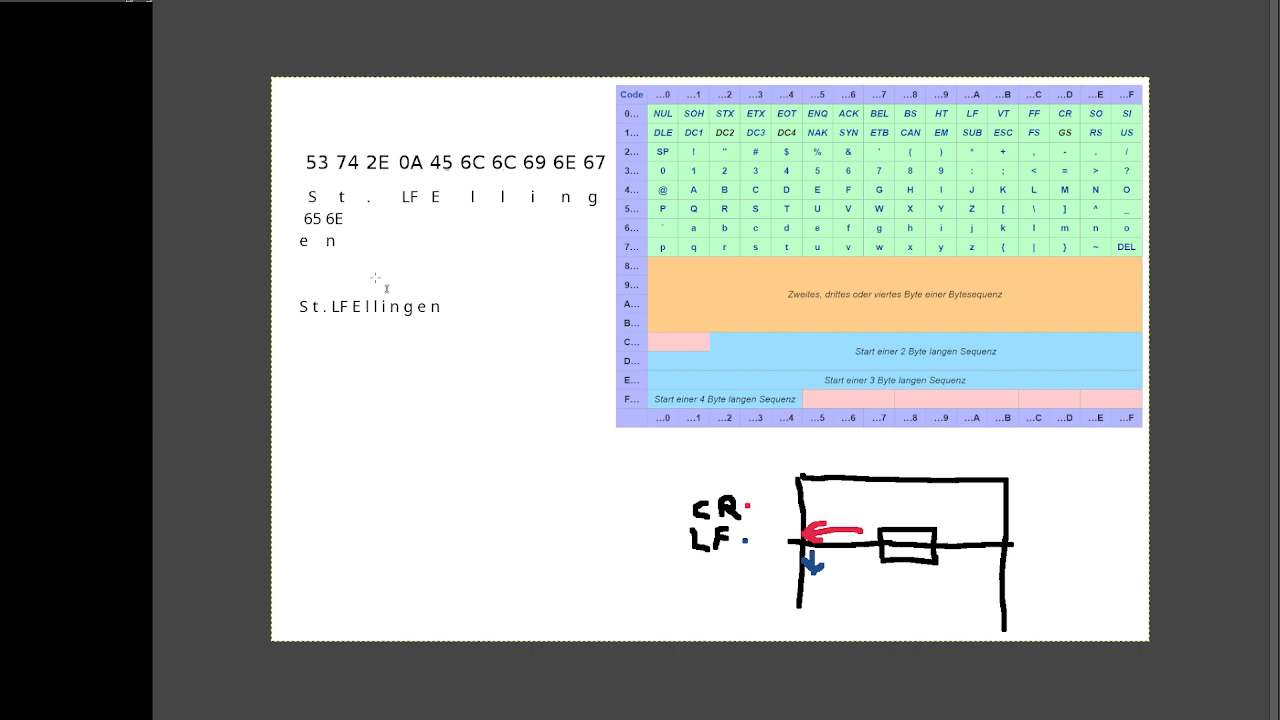 53 74 2E 0A 45 6C 6C 69 6E 67
S t . LF E l l i n g
65 6E
e n
S t . LF E l l i n g e n
Code ...0 ...1 ...2 ...3 ...4 ...5 ...6 ...7 ...8 ...9 ...A ...B ...C ...D ...E ...F
0... NUL SOH STX ETX EOT ENQ ACK BEL BS HT LF VT FF CR SO SI
1... DLE DC1 DC2 DC3 DC4 NAK SYN ETB CAN EM SUB ESC FS GS RS US
2... SP ! " # $ % & ' ( ) * + , - . /
3... 0 1 2 3 4 5 6 7 8 9 : ; < = > ?
4... @ A B C D E F G H I J K L M N O
5... P Q R S T U V W X Y Z [ \ ] ^ _
6... ` a b c d e f g h i j k l m n o
7... p q r s t u v w x y z { | } ~ DEL
8...
9...
Zweites, drittes oder viertes Byte einer Bytesequenz
A...
B...
C...
Start einer 2 Byte langen Sequenz
D...
E... Start einer 3 Byte langen Sequenz
F... Start einer 4 Byte langen Sequenz
...0 ...1 ...2 ...3 ...4 ...5 ...6 ...7 ...8 ...9 ...A ...B ...C ...D ...E ...F
CR
LF